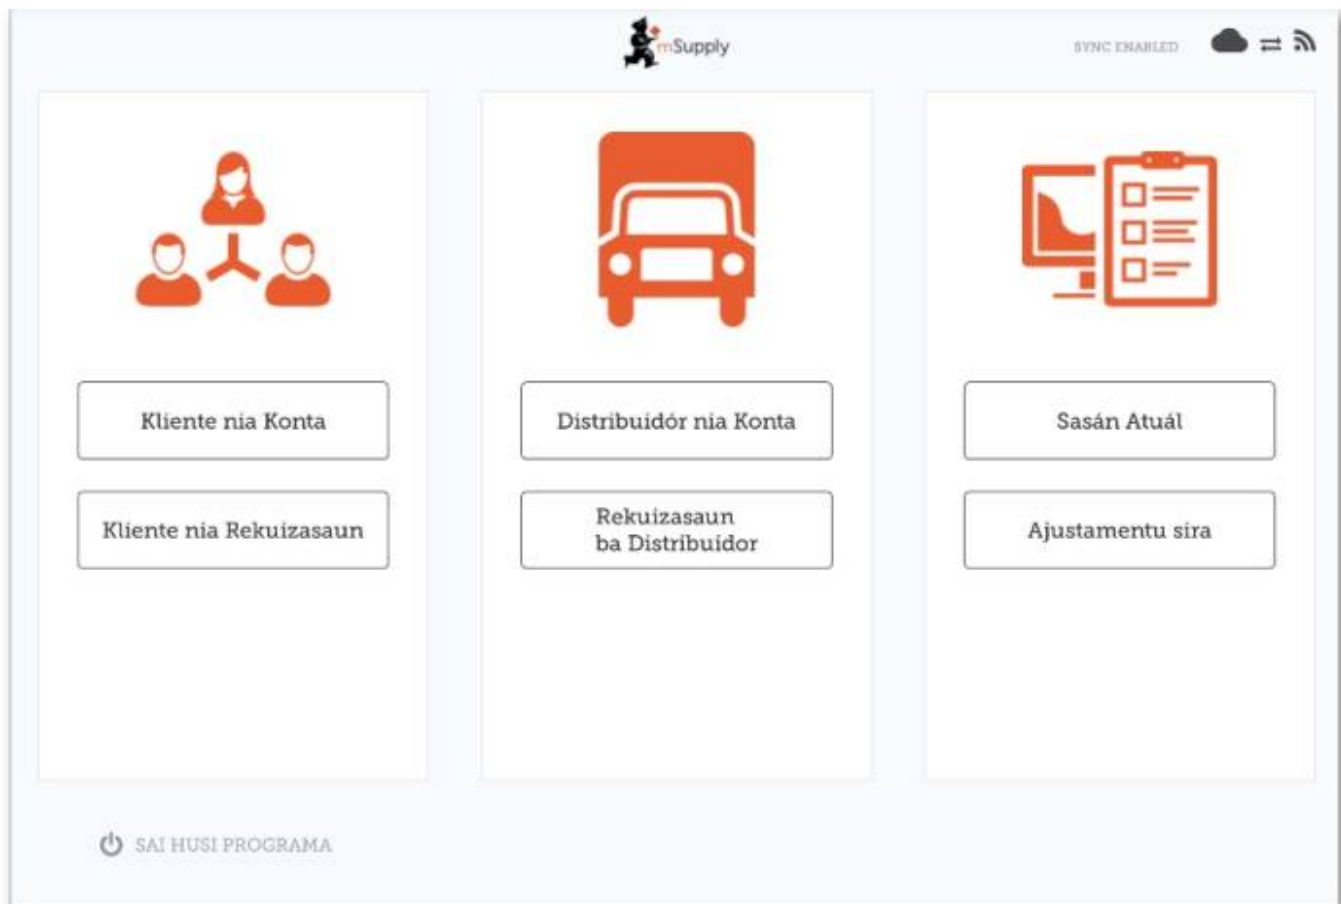 mSupply
SYNC ENABLED
Kliente nia Konta
Kliente nia Rekuizasaun
Distribuidór nia Konta
Rekuizasaun
ba Distribuidor
Sasán Atuál
Ajustamentu sira
SAI HUSI PROGRAMA